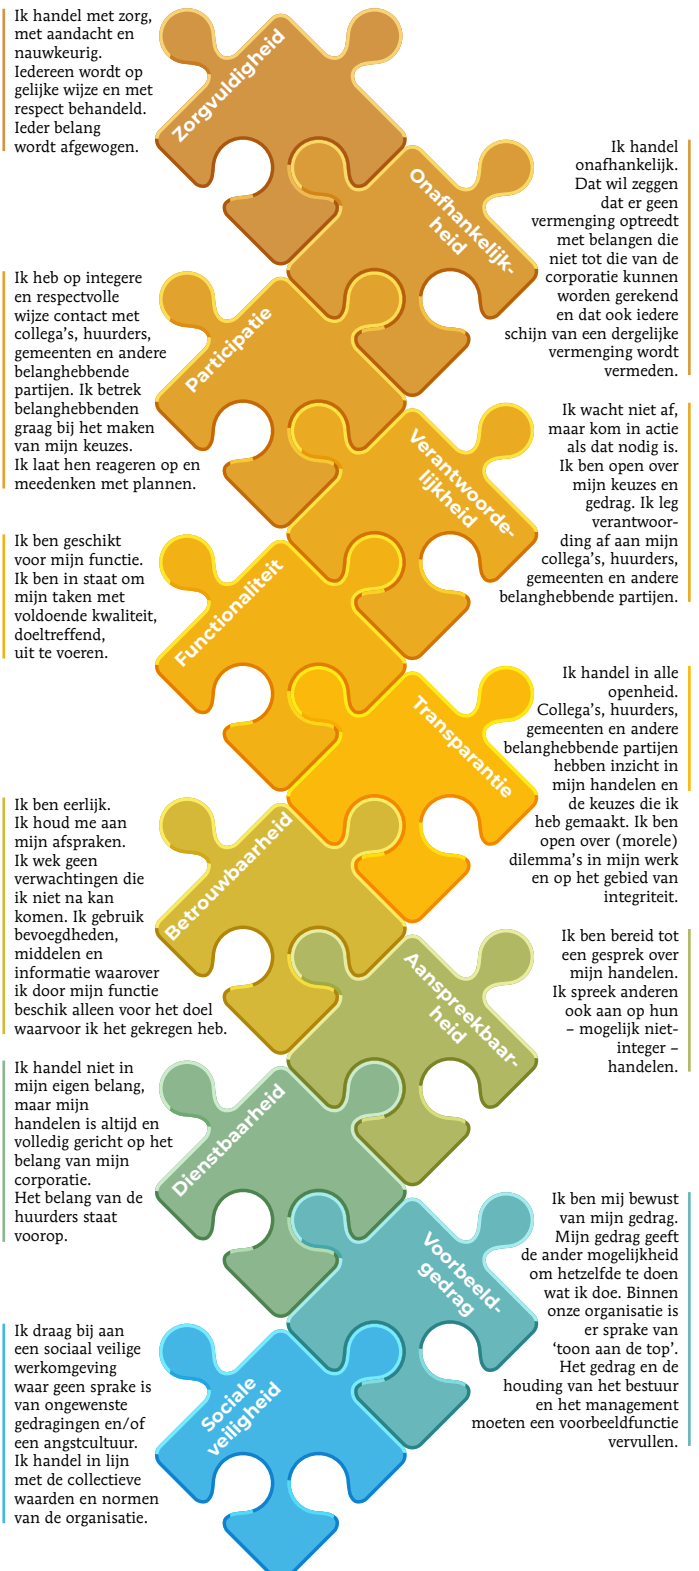 Ik handel met zorg,
met aandacht en
nauwkeurig.
Iedereen wordt op
gelijke wijze en met
respect behandeld.
Ieder belang
wordt afgewogen.
Zorgvuldigheid
Ik handel
onafhankelijk.
Dat wil zeggen
dat er geen
vermenging optreedt
met belangen die
niet tot die van de
corporatie kunnen
worden gerekend
en dat ook iedere
schijn van een dergelijke
vermenging wordt
vermeden.
Onafhankelijk-
heid
Ik heb op integere
en respectvolle
wijze contact met
collega's, huurders,
gemeenten en andere
belanghebbende
partijen. Ik betrek
belanghebbenden
graag bij het maken
van mijn keuzes.
Ik laat hen reageren op en
meedenken met plannen.
Participatie
Ik wacht niet af,
maar kom in actie
als dat nodig is.
Ik ben open over
mijn keuzes en
gedrag. Ik leg
verantwoor-
ding af aan mijn
collega's, huurders,
gemeenten en andere
belanghebbende partijen.
Verantwoorde-
lijkheid
Ik ben geschikt
voor mijn functie.
Ik ben in staat om
mijn taken met
voldoende kwaliteit,
doeltreffend,
uit te voeren.
Functionaliteit
Ik handel in alle
openheid.
Collega's, huurders,
gemeenten en andere
belanghebbende partijen
hebben inzicht in
mijn handelen en
de keuzes die ik
heb gemaakt. Ik ben
open over (morele)
dilemma's in mijn werk
en op het gebied van
integriteit.
Transparantie
Ik ben eerlijk.
Ik houd me aan
mijn afspraken.
Ik wek geen
verwachtingen die
ik niet na kan
komen. Ik gebruik
bevoegdheden,
middelen en
informatie waarover
ik door mijn functie
beschik alleen voor het doel
waarvoor ik het gekregen heb.
Betrouwbaarheid
Ik ben bereid tot
een gesprek over
mijn handelen.
Ik spreek anderen
ook aan op hun
– mogelijk niet-
integer –
handelen.
Aanspreekbaar-
heid
Ik handel niet in
mijn eigen belang,
maar mijn
handelen is altijd en
volledig gericht op het
belang van mijn
corporatie.
Het belang van de
huurders staat
voorop.
Dienstbaarheid
Ik ben mij bewust
van mijn gedrag.
Mijn gedrag geeft
de ander mogelijkheid
om hetzelfde te doen
wat ik doe. Binnen
onze organisatie is
er sprake van
‘toon aan de top’.
Het gedrag en de
houding van het bestuur
en het management
moeten een voorbeeldfunctie
vervullen.
Voorbeeld-
gedrag
Ik draag bij aan
een sociaal veilige
werkomgeving
waar geen sprake is
van ongewenste
gedragingen en/of
een angstcultuur.
Ik handel in lijn
met de collectieve
waarden en normen
van de organisatie.
Sociale
veiligheid